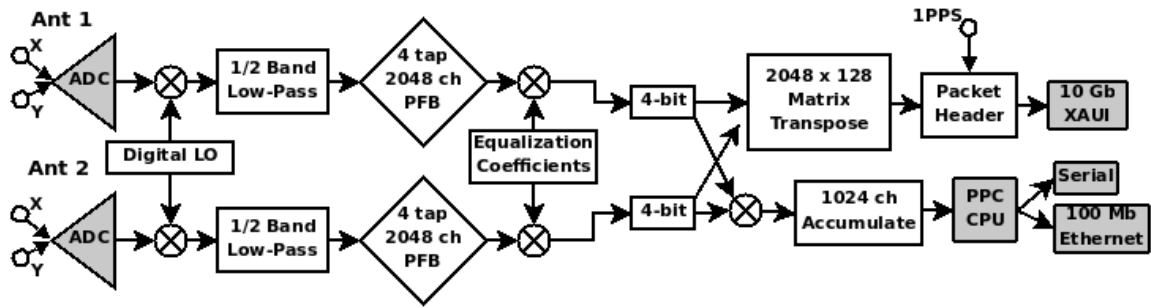 Ant 1
X
Y
ADC
1/2 Band
Low-Pass
4 tap
2048 ch
PFB
4-bit
2048 x 128
Matrix
Transpose
1PPS
Packet
Header
10 Gb
XAUI
Digital LO
Equalization
Coefficients
Ant 2
X
Y
ADC
1/2 Band
Low-Pass
4 tap
2048 ch
PFB
4-bit
1024 ch
Accumulate
PPC
CPU
Serial
100 Mb
Ethernet